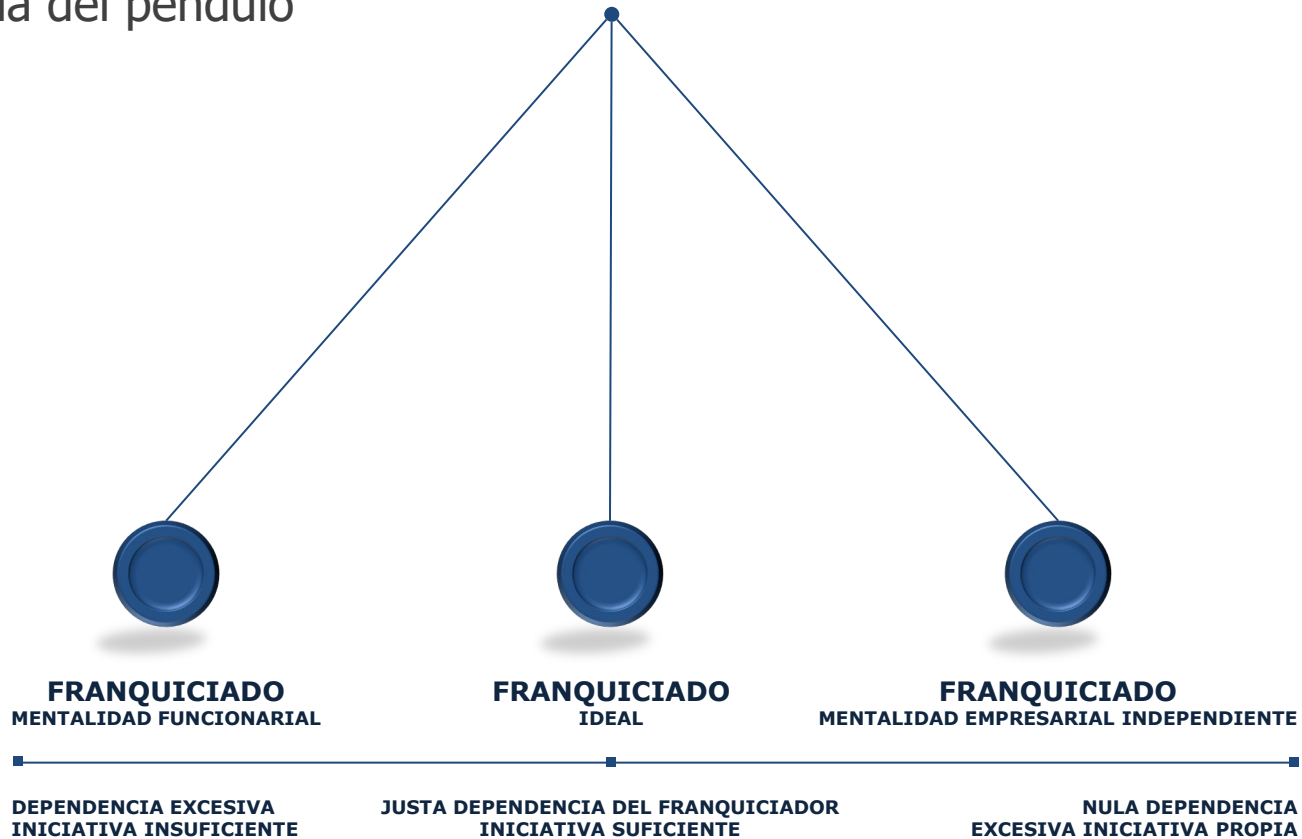 del péndulo
FRANQUICIADO
MENTALIDAD FUNCIONARIAL
FRANQUICIADO
IDEAL
FRANQUICIADO
MENTALIDAD EMPRESARIAL INDEPENDIENTE
DEPENDENCIA EXCESIVA
INICIATIVA INSUFICIENTE
JUSTA DEPENDENCIA DEL FRANQUICIADOR
INICIATIVA SUFICIENTE
NULA DEPENDENCIA
EXCESIVA INICIATIVA PROPIA